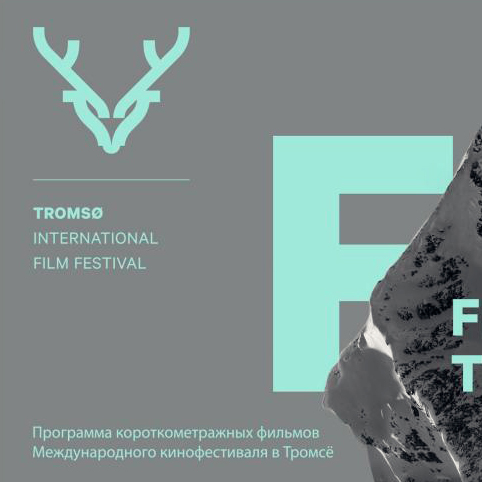 TROMSØ
INTERNATIONAL
FILM FESTIVAL
F
F
T
Программа короткометражных фильмов
Международного кинофестиваля в Тромсё